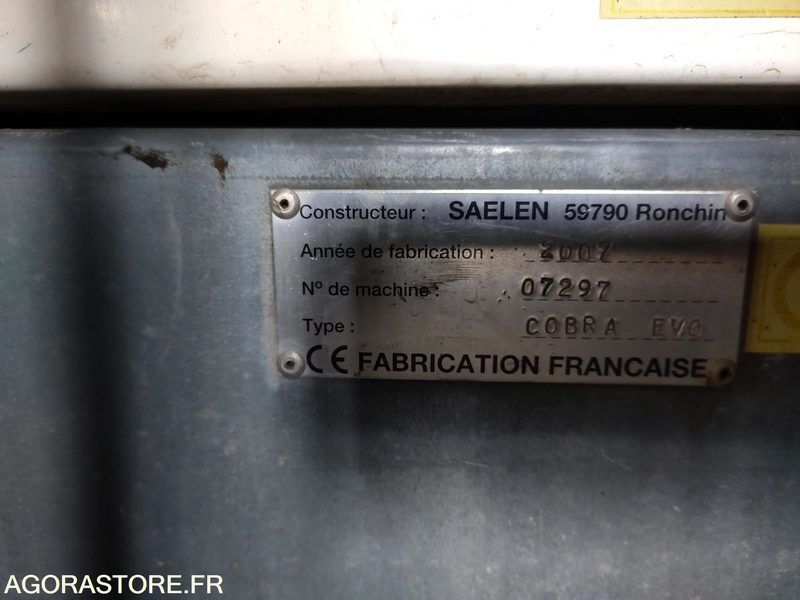 Constructeur : SAELEN 59790 Ronchin
Année de fabrication : 2007
Nº de machine : 07297
Type : COBRA EVO
CE FABRICATION FRANCAISE
AGORASTORE.FR